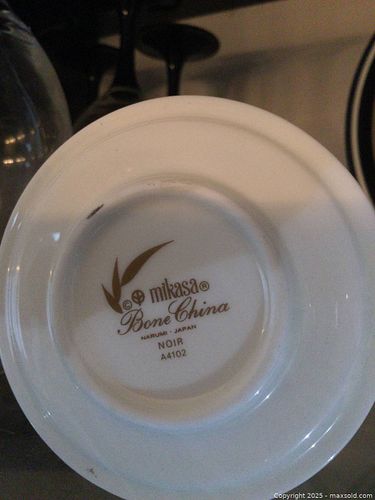 © mikasa®
Bone China
NARUMI · JAPAN
NOIR
A4102
Copyright 2025 - maxsold.com